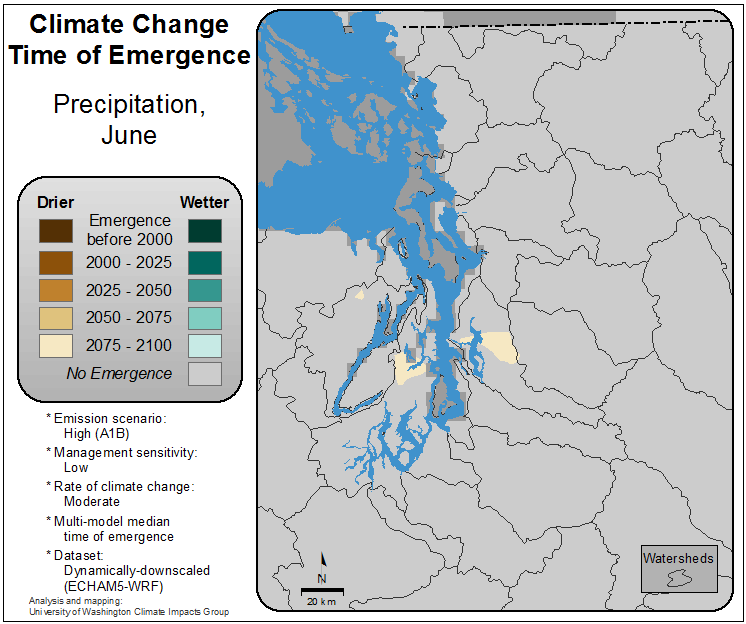 Climate Change
Time of Emergence
Precipitation,
June
Drier
Wetter
Emergence
before 2000
2000 - 2025
2025 - 2050
2050 - 2075
2075 - 2100
No Emergence
* Emission scenario:
High (A1B)
* Management sensitivity:
Low
* Rate of climate change:
Moderate
* Multi-model median
time of emergence
* Dataset:
Dynamically-downscaled
(ECHAM5-WRF)
Analysis and mapping:
University of Washington Climate Impacts Group
N
20 km
Watersheds